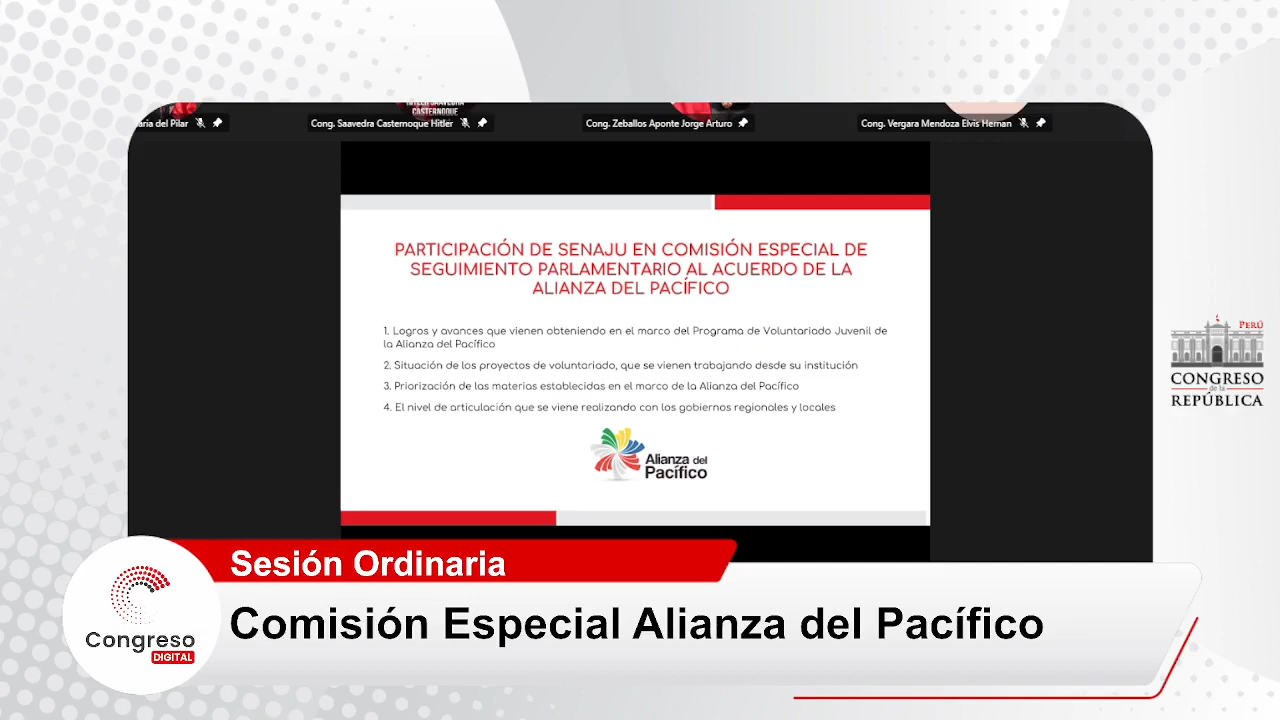 aria del Pilar
Cong. Saavedra Casternoque Hitler
CASTERNOQUE
Cong. Zeballos Aponte Jorge Arturo
Cong. Vergara Mendoza Elvis Hernan
PARTICIPACIÓN DE SENAJU EN COMISIÓN ESPECIAL DE
SEGUIMIENTO PARLAMENTARIO AL ACUERDO DE LA
ALIANZA DEL PACÍFICO
1. Logros y avances que vienen obteniendo en el marco del Programa de Voluntariado Juvenil de
la Alianza del Pacífico
2. Situación de los proyectos de voluntariado, que se vienen trabajando desde su institución
3. Priorización de las materias establecidas en el marco de la Alianza del Pacífico
4. El nivel de articulación que se viene realizando con los gobiernos regionales y locales
Alianza del
Pacífico
PERÚ
CONGRESO
de la
REPÚBLICA
Sesión Ordinaria
Comisión Especial Alianza del Pacífico
Congreso
DIGITAL